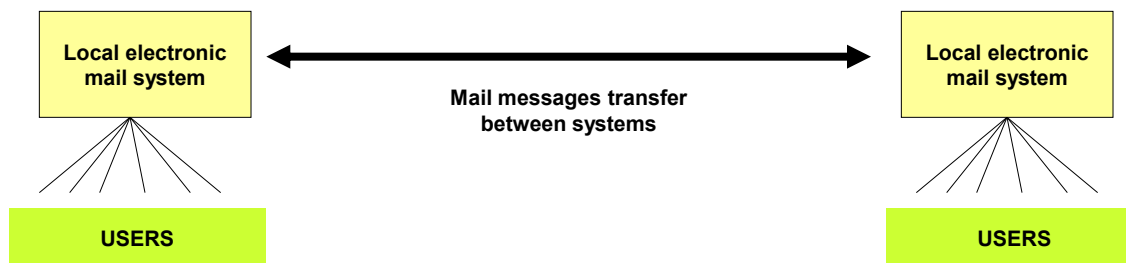 Local electronic
mail system
Local electronic
mail system
Mail messages transfer
between systems
USERS
USERS